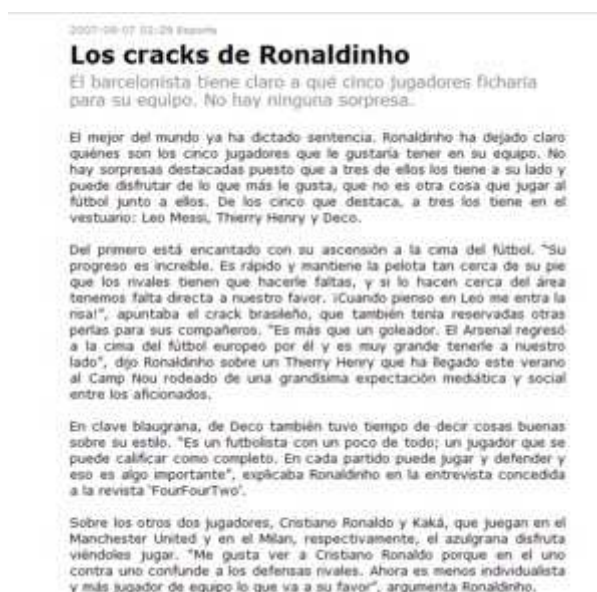 2007-08-07 02:29 Esports
Los cracks de Ronaldinho
El barcelonista tiene claro a qué cinco jugadores ficharía
para su equipo. No hay ninguna sorpresa.
El mejor del mundo ya ha dictado sentencia. Ronaldinho ha dejado claro
quiénes son los cinco jugadores que le gustaría tener en su equipo. No
hay sorpresas destacadas puesto que a tres de ellos los tiene a su lado y
puede disfrutar de lo que más le gusta, que no es otra cosa que jugar al
fútbol junto a ellos. De los cinco que destaca, a tres los tiene en el
vestuario: Leo Messi, Thierry Henry y Deco.
Del primero está encantado con su ascensión a la cima del fútbol. "Su
progreso es increíble. Es rápido y mantiene la pelota tan cerca de su pie
que los rivales tienen que hacerle faltas, y si lo hacen cerca del área
tenemos falta directa a nuestro favor. ¡Cuando pienso en Leo me entra la
risa!", apuntaba el crack brasileño, que también tenía reservadas otras
perlas para sus compañeros. "Es más que un goleador. El Arsenal regresó
a la cima del fútbol europeo por él y es muy grande tenerle a nuestro
lado", dijo Ronaldinho sobre un Thierry Henry que ha llegado este verano
al Camp Nou rodeado de una grandísima expectación mediática y social
entre los aficionados.
En clave blaugrana, de Deco también tuvo tiempo de decir cosas buenas
sobre su estilo. "Es un futbolista con un poco de todo; un jugador que se
puede calificar como completo. En cada partido puede jugar y defender y
eso es algo importante", explicaba Ronaldinho en la entrevista concedida
a la revista 'FourFourTwo'.
Sobre los otros dos jugadores, Cristiano Ronaldo y Kaká, que juegan en el
Manchester United y en el Milan, respectivamente, el azulgrana disfruta
viéndoles jugar. "Me gusta ver a Cristiano Ronaldo porque en el uno
contra uno confunde a los defensas rivales. Ahora es menos individualista
y más jugador de equipo lo que va a su favor", argumenta Ronaldinho.